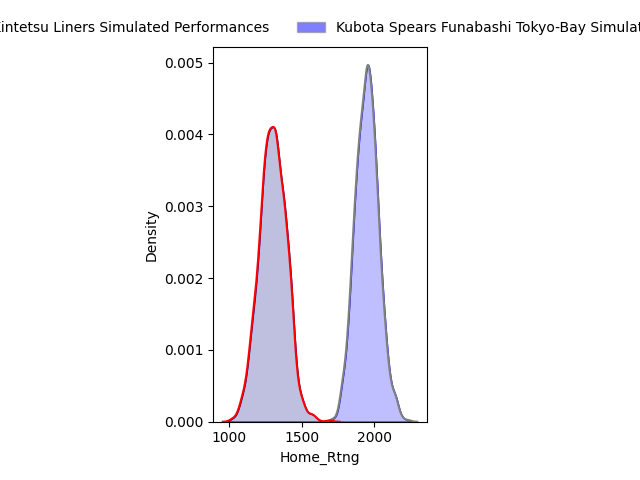 intetsu Liners Simulated Performances
Kubota Spears Funabashi Tokyo-Bay Simulat
0.005
0.004
0.003
0.002
0.001
0.000
Density
1000
1500
2000
Home_Rtng